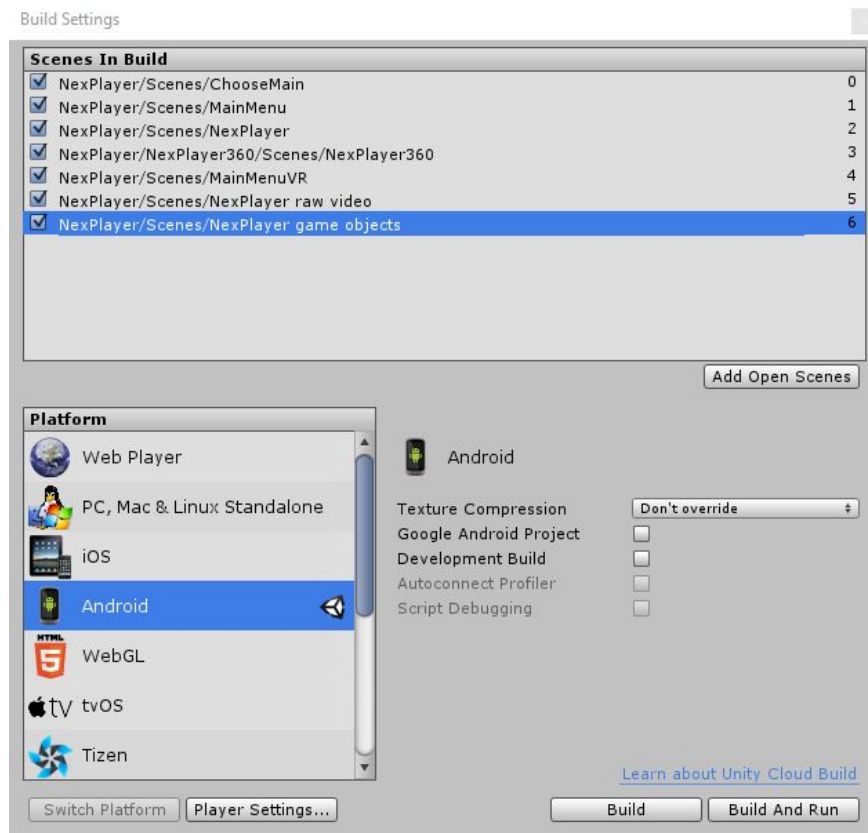 Build Settings
Scenes In Build
NexPlayer/Scenes/ChooseMain 0
NexPlayer/Scenes/MainMenu 1
NexPlayer/Scenes/NexPlayer 2
NexPlayer/NexPlayer360/Scenes/NexPlayer360 3
NexPlayer/Scenes/MainMenuVR 4
NexPlayer/Scenes/NexPlayer raw video 5
NexPlayer/Scenes/NexPlayer game objects 6
Add Open Scenes
Platform
Web Player
PC, Mac & Linux Standalone
iOS
Android
HTML
5
WebGL
tv
tvOS
Tizen
Android
Texture Compression Don't override
Google Android Project
Development Build
Autoconnect Profiler
Script Debugging
Learn about Unity Cloud Build
Switch Platform Player Settings... Build Build And Run